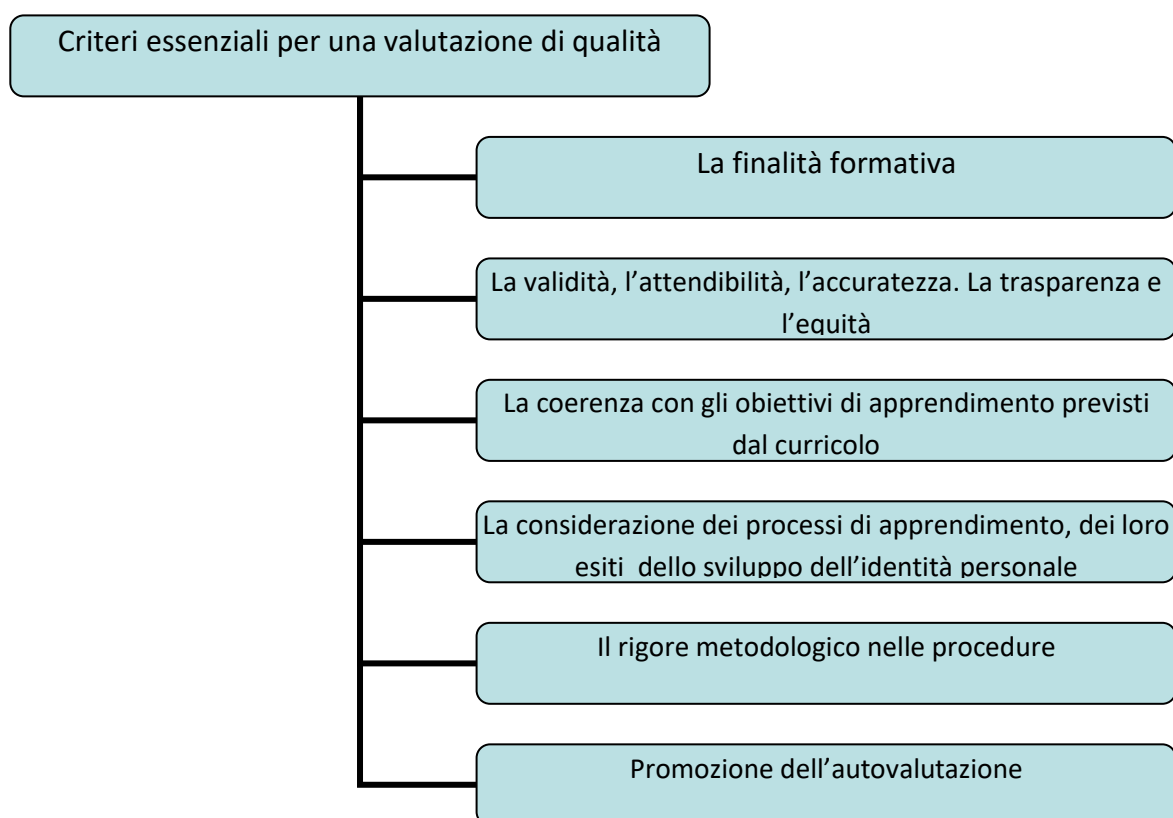 Criteri essenziali per una valutazione di qualità
La finalità formativa
La validità, l’attendibilità, l’accuratezza. La trasparenza e
l’equità
La coerenza con gli obiettivi di apprendimento previsti
dal curricolo
La considerazione dei processi di apprendimento, dei loro
esiti  dello sviluppo dell’identità personale
Il rigore metodologico nelle procedure
Promozione dell’autovalutazione